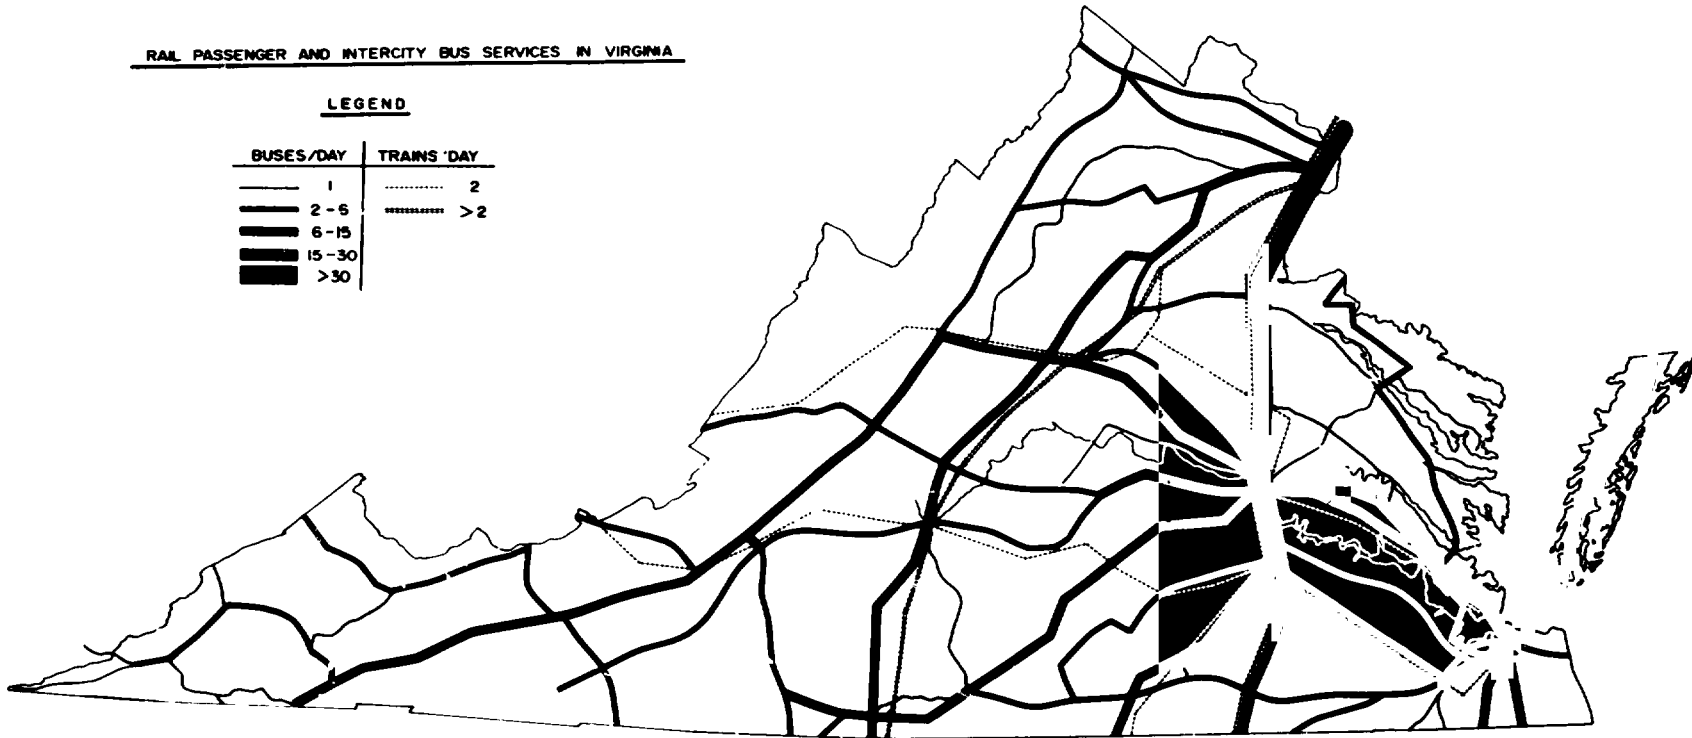 RAIL PASSENGER AND INTERCITY BUS SERVICES IN VIRGINIA
LEGEND
BUSES/DAY TRAINS 'DAY
1 2
2-5 >2
6-15
15-30
>30